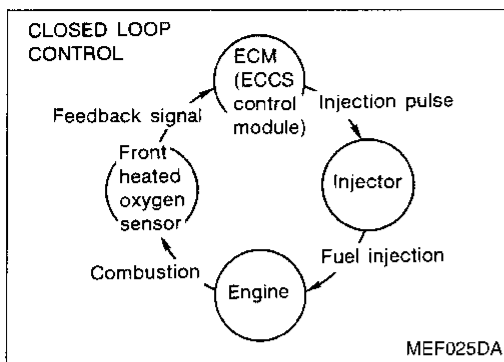 CLOSED LOOP
CONTROL
ECM
(ECCS
control
module)
Injection pulse
Injector
Fuel injection
Engine
Combustion
Front
heated
oxygen
sensor
Feedback signal
MEF025DA